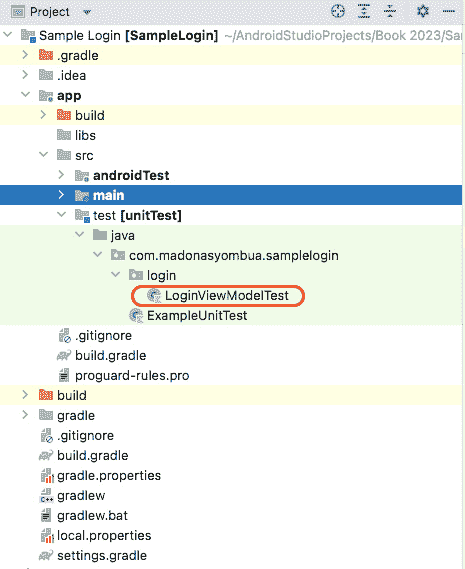 Project
Sample Login [SampleLogin] ~/AndroidStudioProjects/Book 2023/Sa
.gradle
.idea
app
build
libs
src
androidTest
main
test [unitTest]
java
com.madonasyombua.samplelogin
login
LoginViewModelTest
ExampleUnitTest
.gitignore
build.gradle
proguard-rules.pro
build
gradle
.gitignore
build.gradle
gradle.properties
gradlew
gradlew.bat
local.properties
settings.gradle